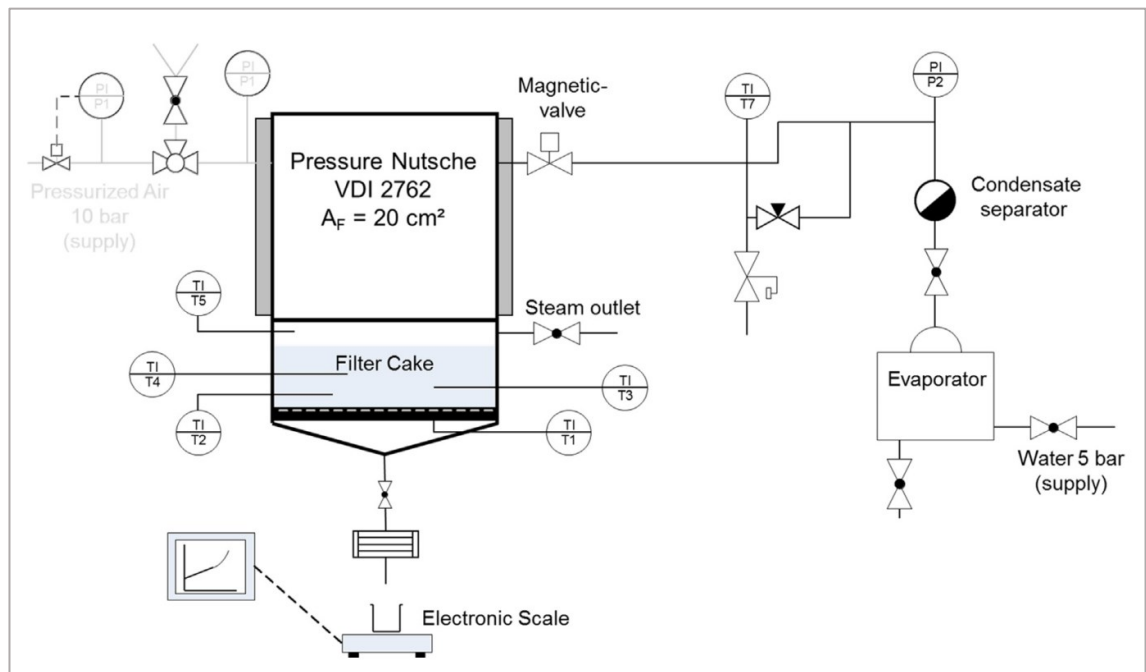 PI
P1
PI
P1
Pressurized Air
10 bar
(supply)
Pressure Nutsche
VDI 2762
A_F = 20 cm²
Magnetic-
valve
TI
T7
PI
P2
Condensate
separator
TI
T5
Steam outlet
Filter Cake
TI
T4
TI
T3
TI
T2
TI
T1
Evaporator
Water 5 bar
(supply)
Electronic Scale